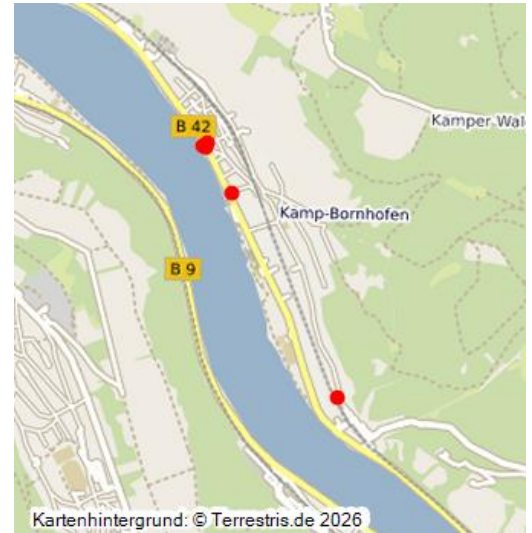 B 42
Kamper Wal
Kamp-Bornhofen
B 9
Kartenhintergrund: © Terrestris.de 2026